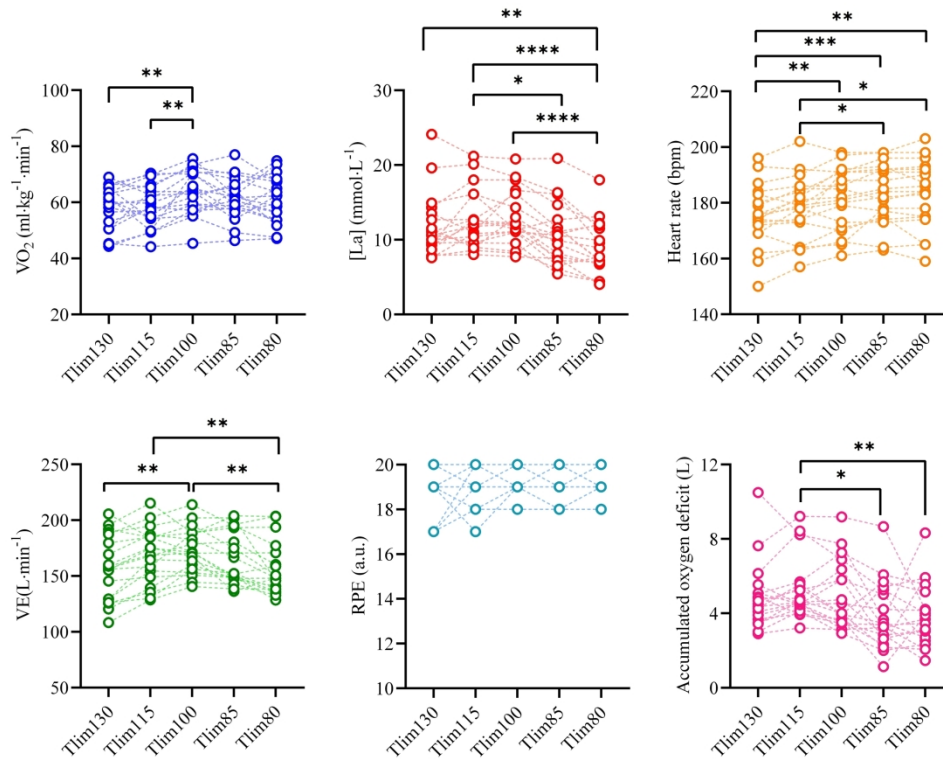 **
****
*
****
30
20
10
0
[La] (mmol·L⁻¹)
Tlim130
Tlim115
Tlim100
Tlim85
Tlim80
**
**
100
80
60
40
20
VO₂ (ml·kg⁻¹·min⁻¹)
Tlim130
Tlim115
Tlim100
Tlim85
Tlim80
**
***
**
*
*
220
200
180
160
140
Heart rate (bpm)
Tlim130
Tlim115
Tlim100
Tlim85
Tlim80
**
**
**
250
200
150
100
50
VE(L·min⁻¹)
Tlim130
Tlim115
Tlim100
Tlim85
Tlim80
20
18
16
14
12
10
RPE (a.u.)
Tlim130
Tlim115
Tlim100
Tlim85
Tlim80
**
*
12
8
4
0
Accumulated oxygen deficit (L)
Tlim130
Tlim115
Tlim100
Tlim85
Tlim80